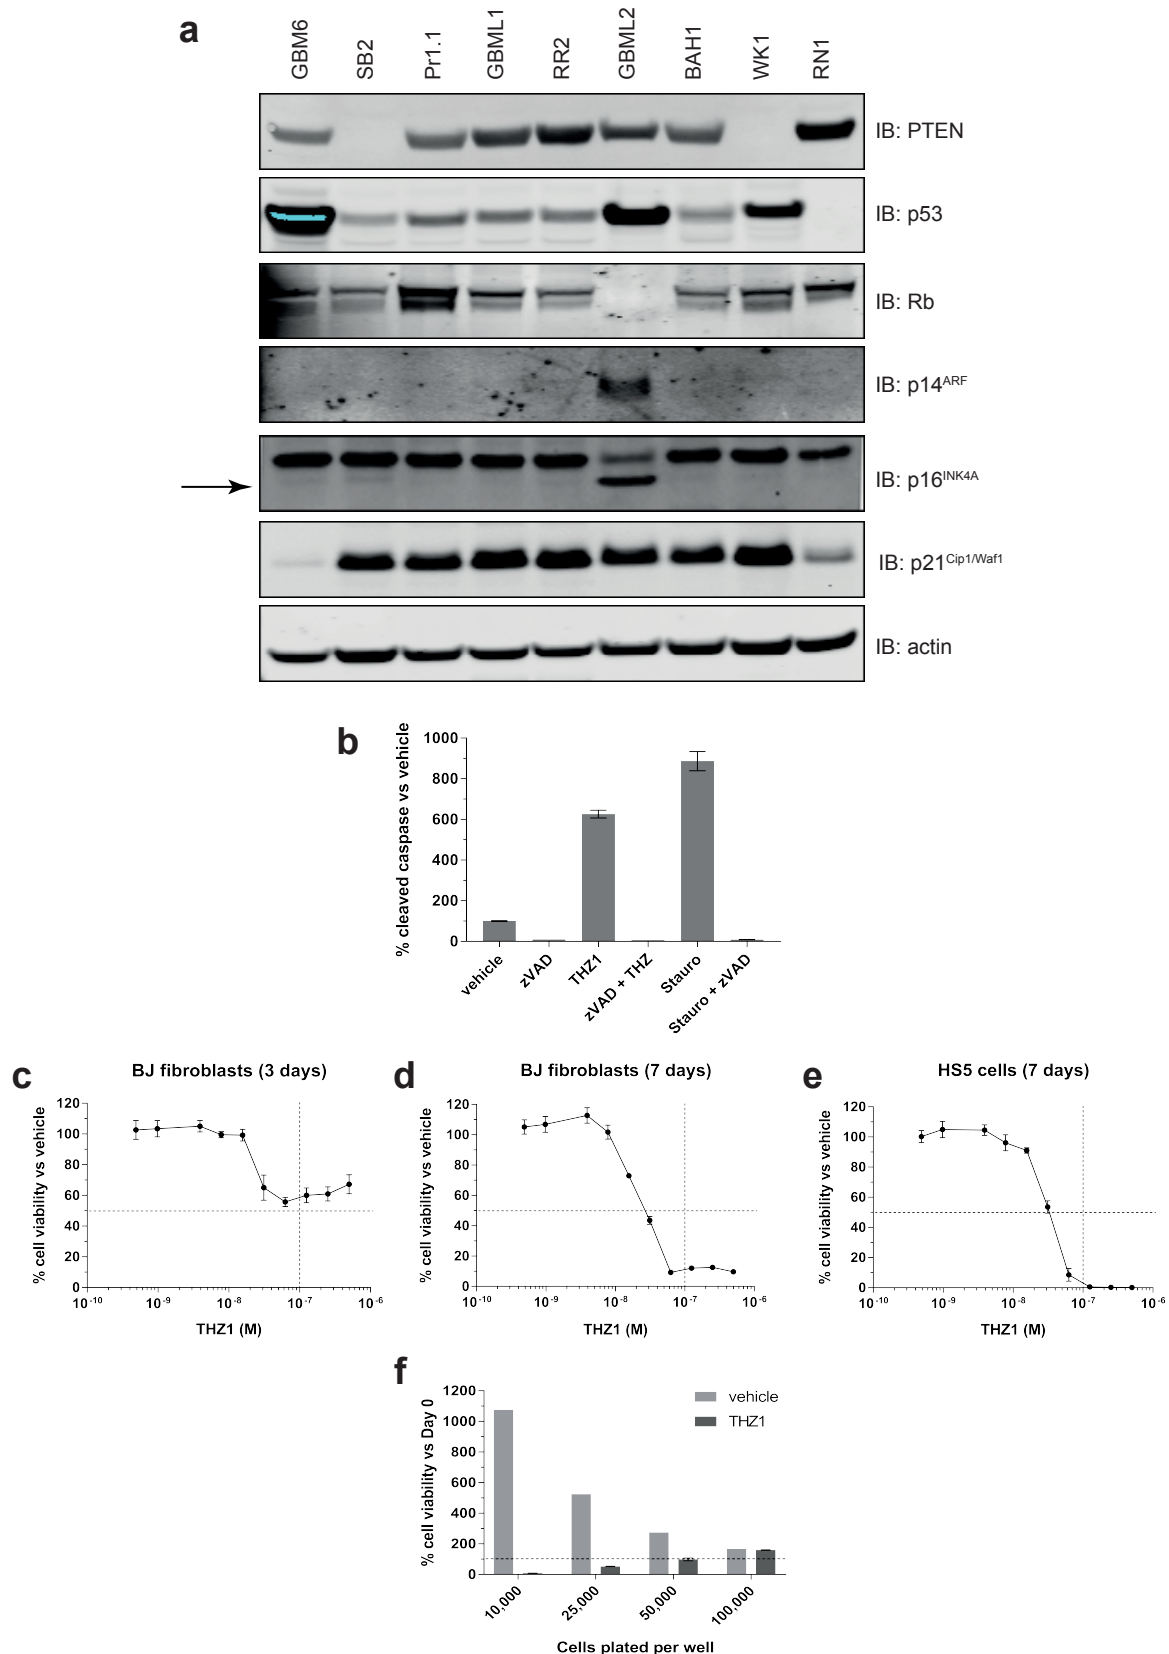 a
GBM6 SB2 Pr1.1 GBML1 RR2 GBML2 BAH1 WK1 RN1
IB: PTEN
IB: p53
IB: Rb
IB: p14ARF
IB: p16INK4A
IB: p21Cip1/Waf1
IB: actin
b
% cleaved caspase vs vehicle
1000
800
600
400
200
0
vehicle zVAD THZ1 zVAD + THZ Stauro Stauro + zVAD
c
BJ fibroblasts (3 days)
% cell viability vs vehicle
120
100
80
60
40
20
0
10-10 10-9 10-8 10-7 10-6
THZ1 (M)
d
BJ fibroblasts (7 days)
% cell viability vs vehicle
120
100
80
60
40
20
0
10-10 10-9 10-8 10-7 10-6
THZ1 (M)
e
HS5 cells (7 days)
% cell viability vs vehicle
120
100
80
60
40
20
0
10-10 10-9 10-8 10-7 10-6
THZ1 (M)
f
% cell viability vs Day 0
1200
1000
800
600
400
200
0
vehicle
THZ1
10,000 25,000 50,000 100,000
Cells plated per well